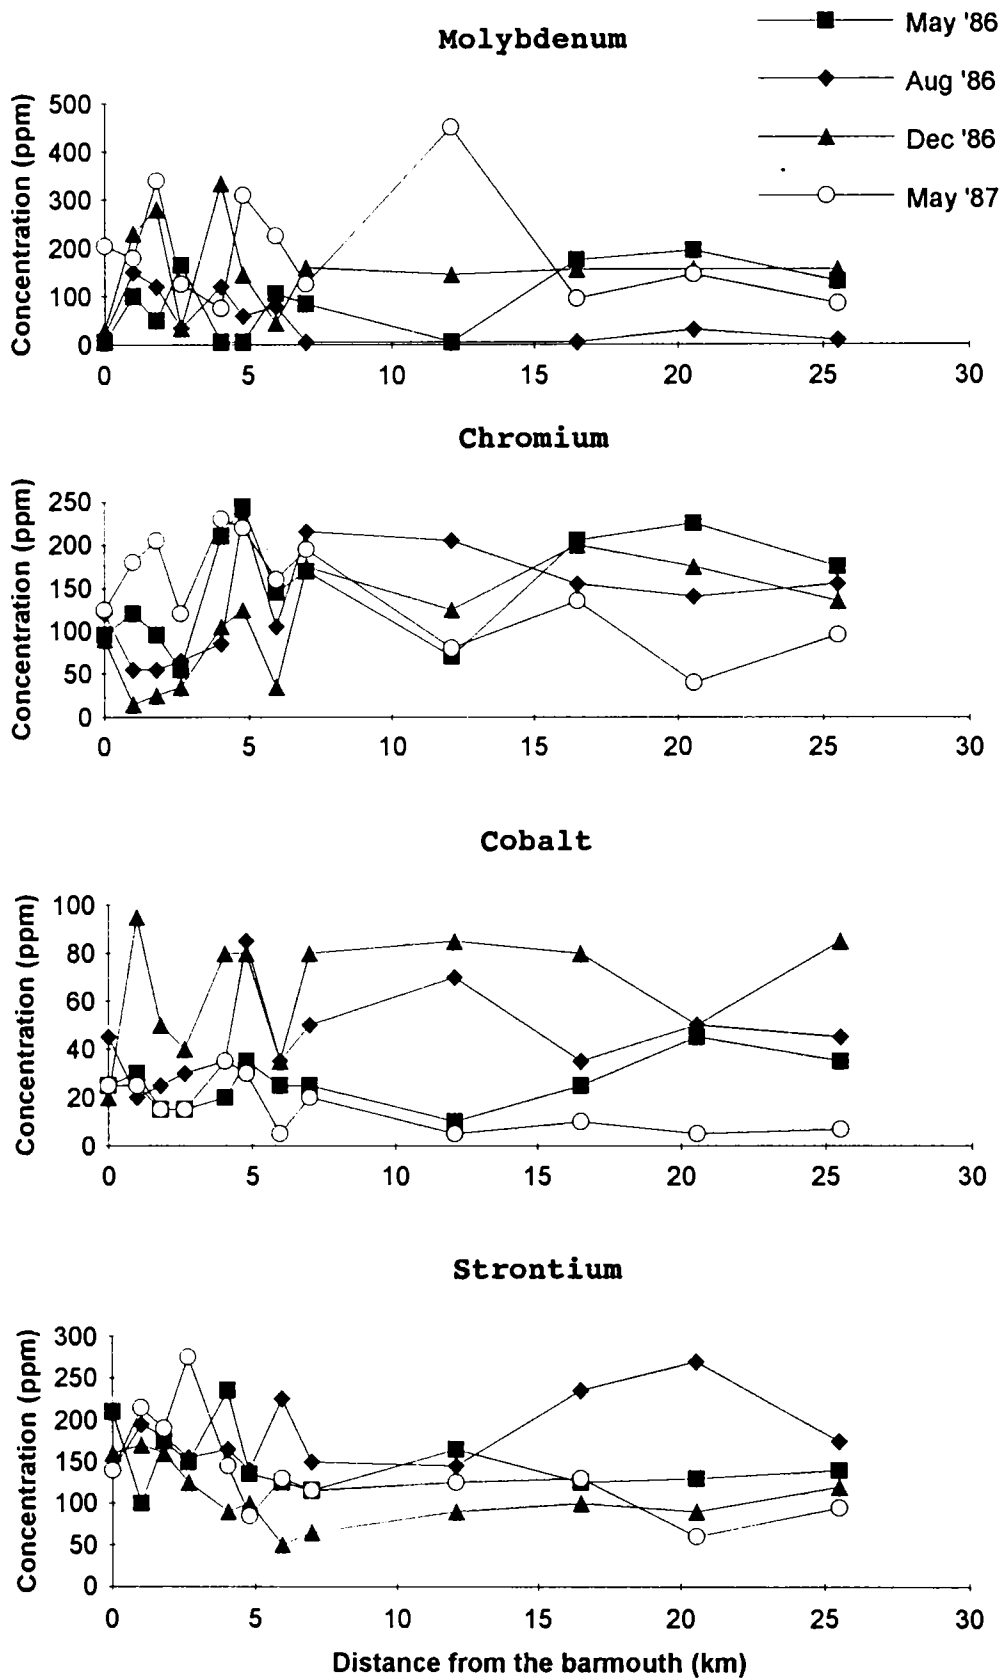 Molybdenum
May '86
Aug '86
Dec '86
May '87
Concentration (ppm)
500
400
300
200
100
0
0 5 10 15 20 25 30
Chromium
Concentration (ppm)
250
200
150
100
50
0
0 5 10 15 20 25 30
Cobalt
Concentration (ppm)
100
80
60
40
20
0
0 5 10 15 20 25 30
Strontium
Concentration (ppm)
300
250
200
150
100
50
0
0 5 10 15 20 25 30
Distance from the barmouth (km)